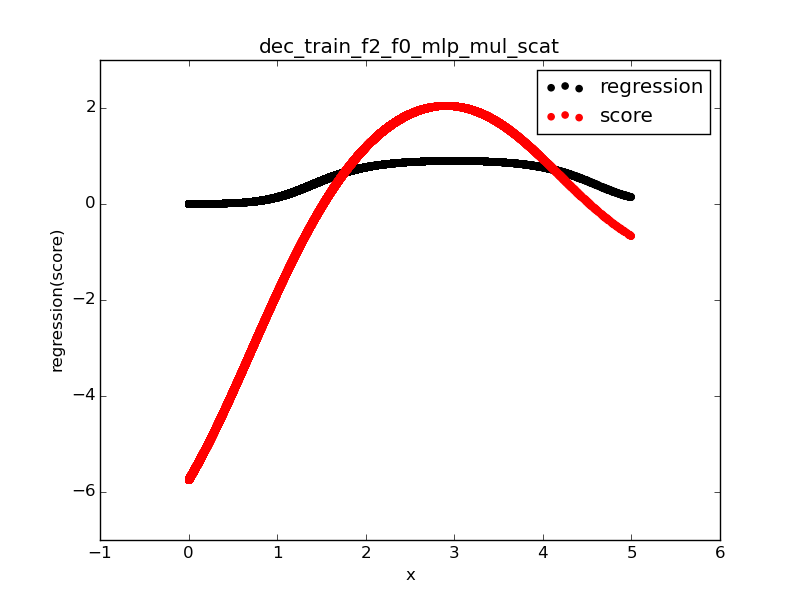 dec_train_f2_f0_mlp_mul_scat
regression
score
regression(score)
2
0
−2
−4
−6
−1
0
1
2
3
4
5
6
x